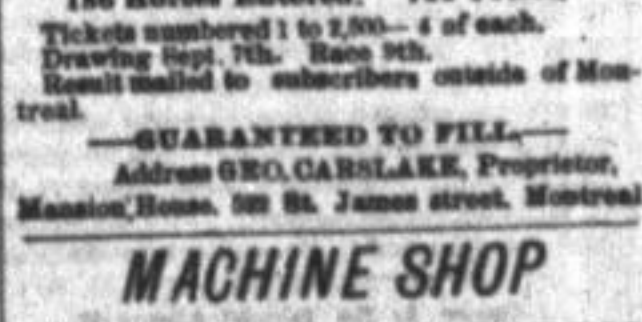 Tickets numbered 1 to 2,500—4 of each.
Drawing Sept. 7th. Race 9th.
Result mailed to subscribers outside of Mon-
treal.
—GUARANTEED TO FILL.—
Address GEO. CARSLAKE, Proprietor,
Mansion House, St. James street, Montreal
MACHINE SHOP